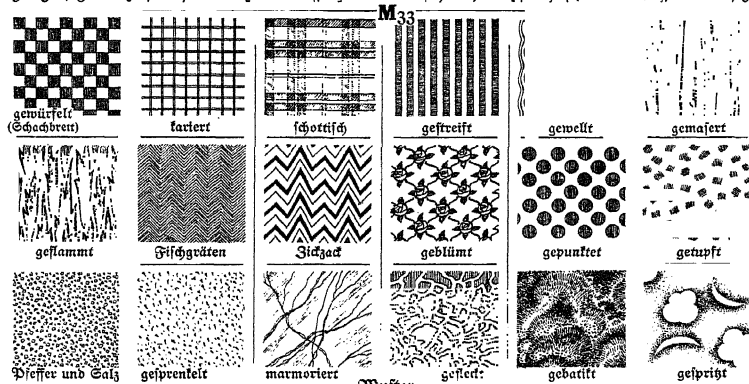 M33
gewürfelt
(Schachbrett)
kariert
schottisch
gestreift
gewellt
gemasert
geflammt
Fischgräten
Zickzack
geblümt
gepunktet
getupft
Pfeffer und Salz
gesprenkelt
marmoriert
gefleckt
gebatikt
gespritzt